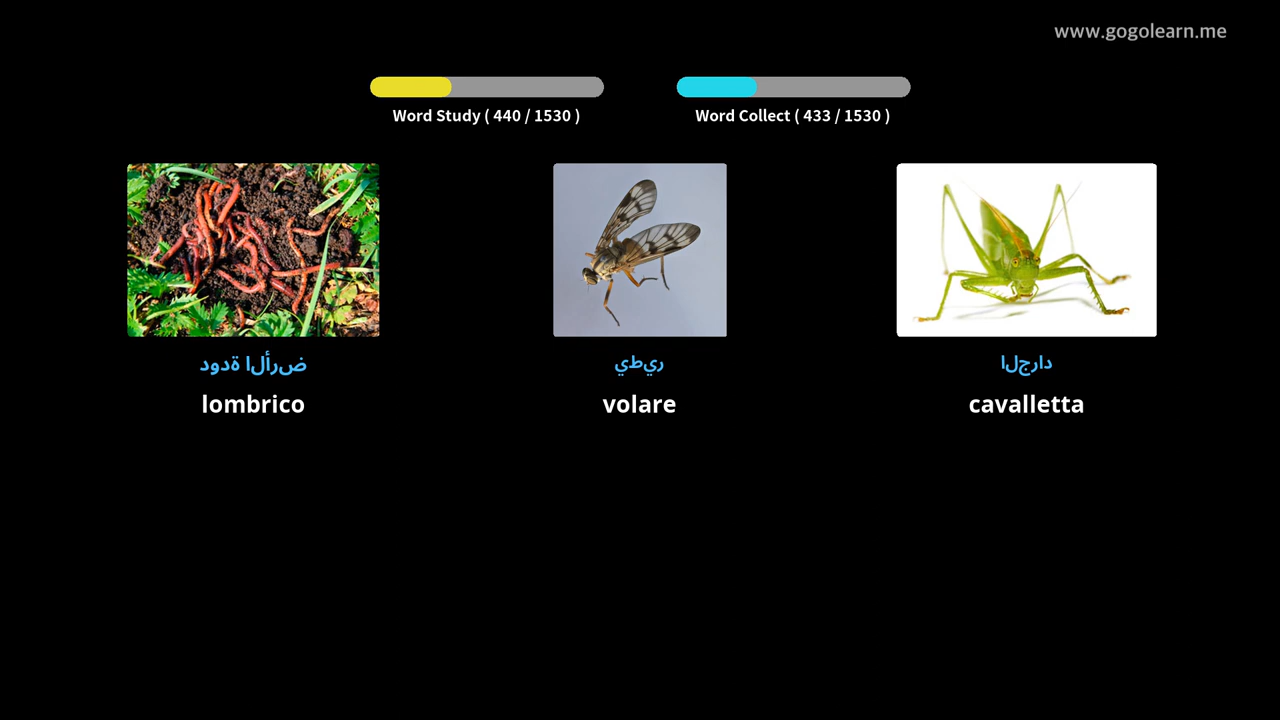 www.gogolearn.me
Word Study ( 440 / 1530 )
Word Collect ( 433 / 1530 )
دودة الأرض
يطير
الجراد
lombrico
volare
cavalletta